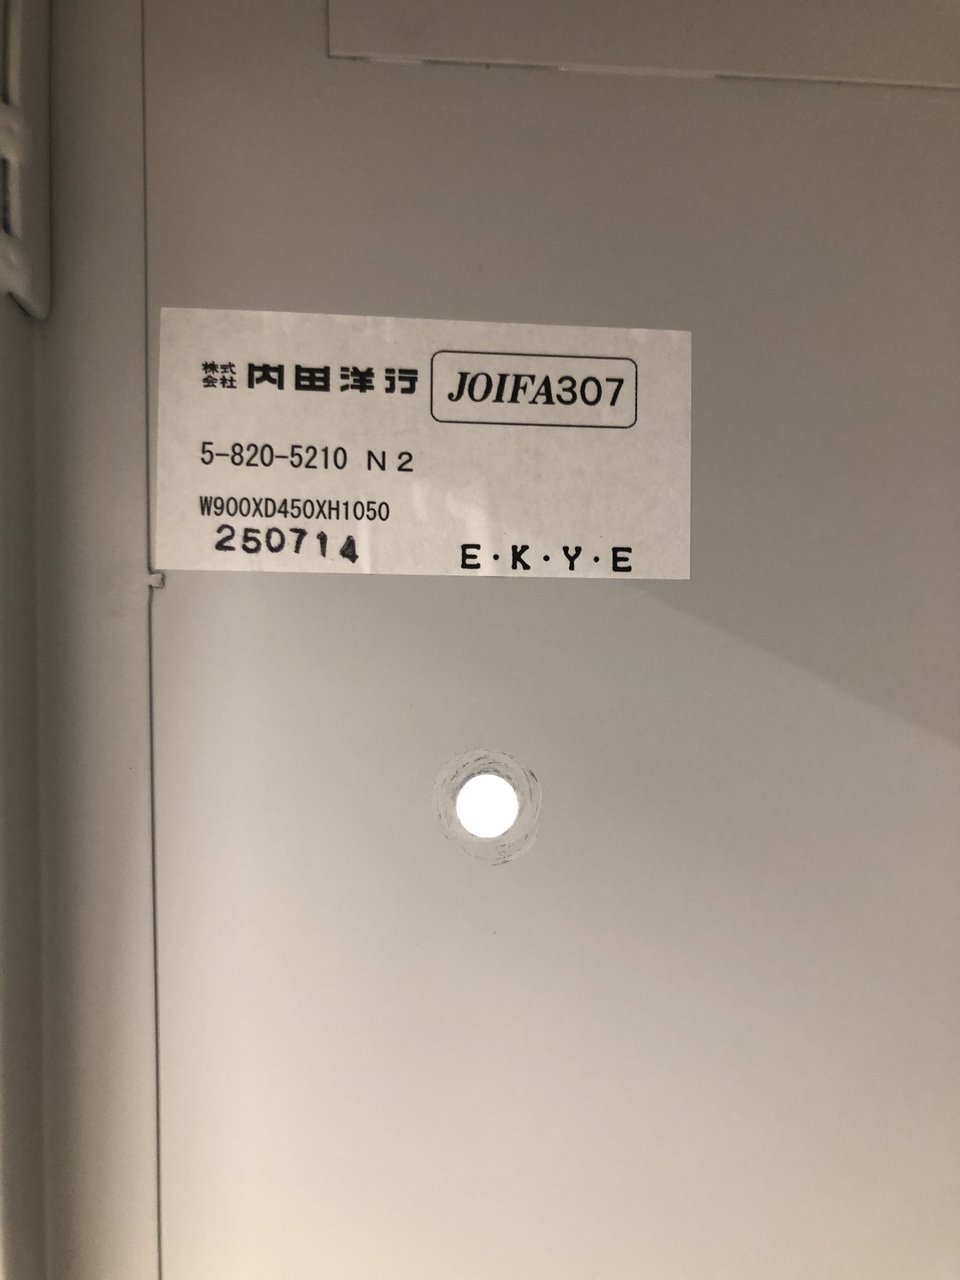 株式会社 内田洋行 JOIFA307
5-820-5210 N2
W900XD450XH1050
250714 E・K・Y・E